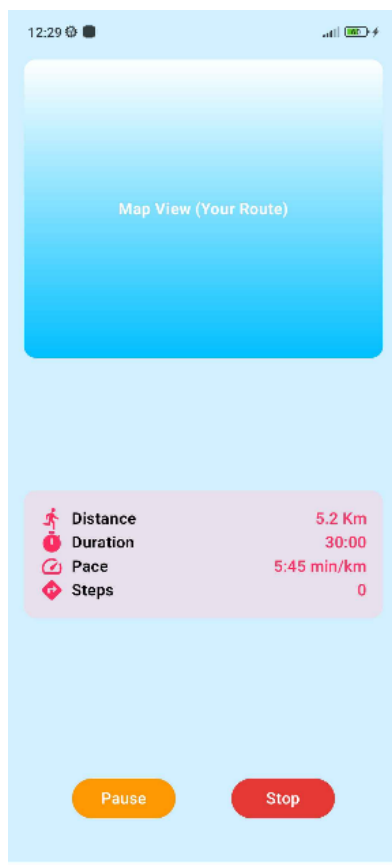 12:29
Map View (Your Route)
Distance 5.2 Km
Duration 30:00
Pace 5:45 min/km
Steps 0
Pause Stop